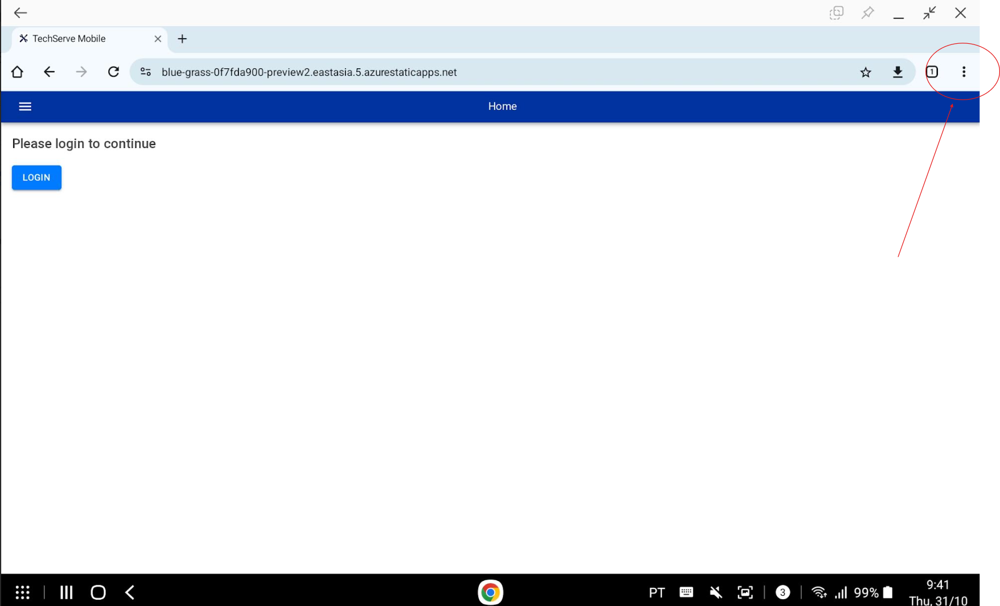 TechServe Mobile
blue-grass-0f7fda900-preview2.eastasia.5.azurestaticapps.net
1
Home
Please login to continue
LOGIN
PT
3
99%
9:41
Thu, 31/10